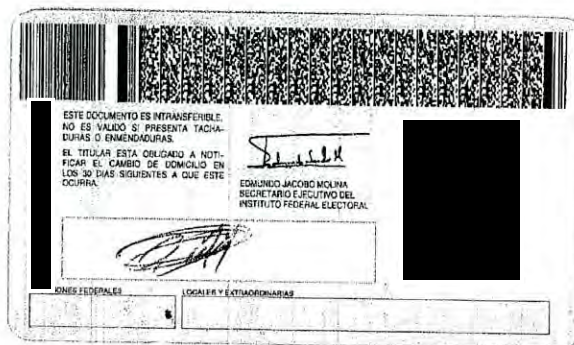 ESTE DOCUMENTO ES INTRANSFERIBLE.
NO ES VALIDO SI PRESENTA TACHA-
DURAS O ENMENDADURAS.
EL TITULAR ESTA OBLIGADO A NOTI-
FICAR EL CAMBIO DE DOMICILIO EN
LOS 30 DIAS SIGUIENTES A QUE ESTE
OCURRA.
EDMUNDO JACOBO MOLINA
SECRETARIO EJECUTIVO DEL
INSTITUTO FEDERAL ELECTORAL
IONES FEDERALES
LOCALES Y EXTRAORDINARIAS